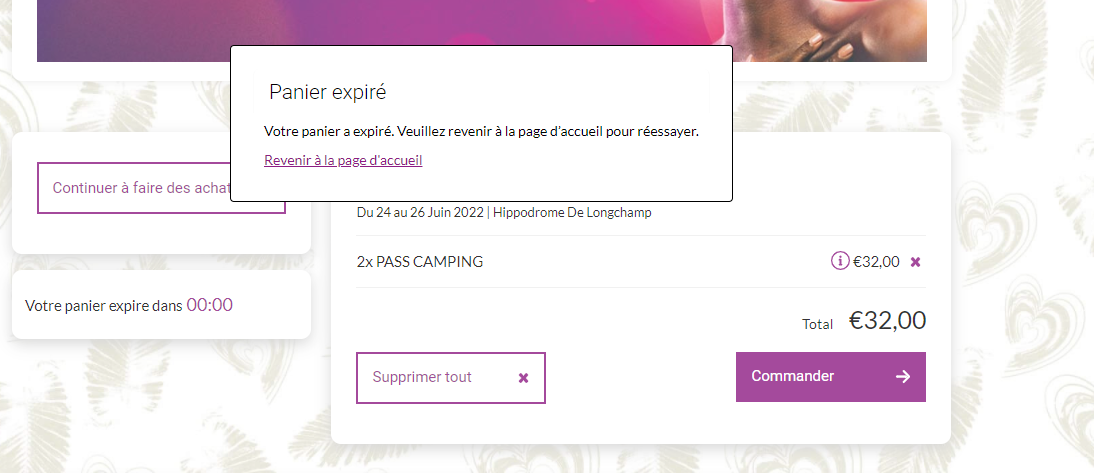 Panier expiré
Votre panier a expiré. Veuillez revenir à la page d'accueil pour réessayer.
Revenir à la page d'accueil
Continuer à faire des achat
Du 24 au 26 Juin 2022 | Hippodrome De Longchamp
2x PASS CAMPING
€32,00
Votre panier expire dans 00:00
Total €32,00
Supprimer tout
Commander